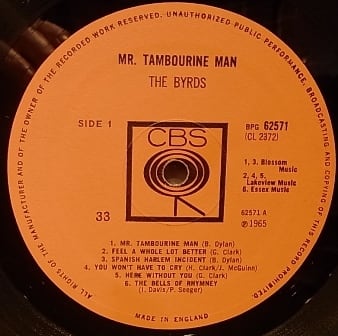 ALL RIGHTS OF THE MANUFACTURER AND OF THE OWNER OF THE RECORDED WORK RESERVED. UNAUTHORIZED PUBLIC PERFORMANCE, BROADCASTING AND COPYING OF THIS RECORD PROHIBITED.
MR. TAMBOURINE MAN
THE BYRDS
SIDE 1
CBS
BPG 62571
(CL 2372)
1, 3. Blossom
Music
2, 4, 5,
Lakeview Music
6. Essex Music
33
62571 A
℗1965
1. MR. TAMBOURINE MAN (B. Dylan)
2. FEEL A WHOLE LOT BETTER (G. Clark)
3. SPANISH HARLEM INCIDENT (B. Dylan)
4. YOU WON'T HAVE TO CRY (H. Clark/J. McGuinn)
5. HERE WITHOUT YOU (G. Clark)
6. THE BELLS OF RHYMNEY
(I. Davis/P. Seeger)
MADE IN ENGLAND